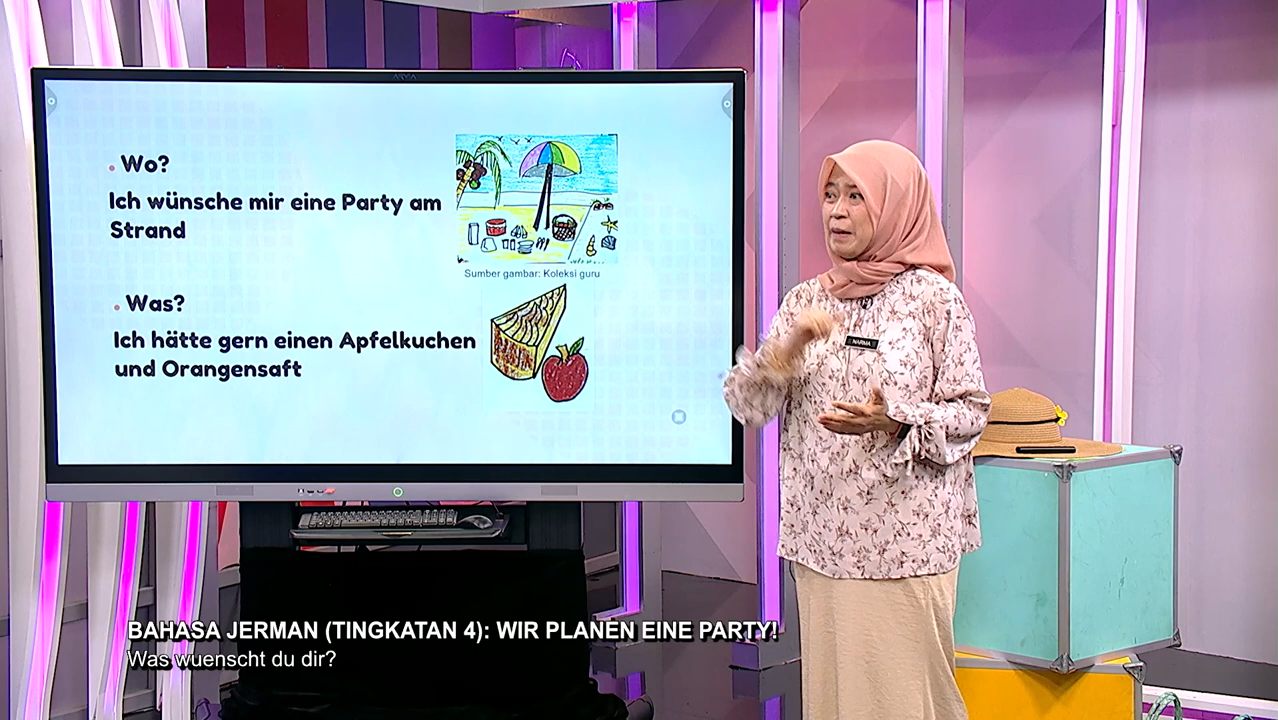 Wo?
Ich wünsche mir eine Party am
Strand
Sumber gambar: Koleksi guru
Was?
Ich hätte gern einen Apfelkuchen
und Orangensaft
NARMA
BAHASA JERMAN (TINGKATAN 4): WIR PLANEN EINE PARTY!
Was wuenscht du dir?